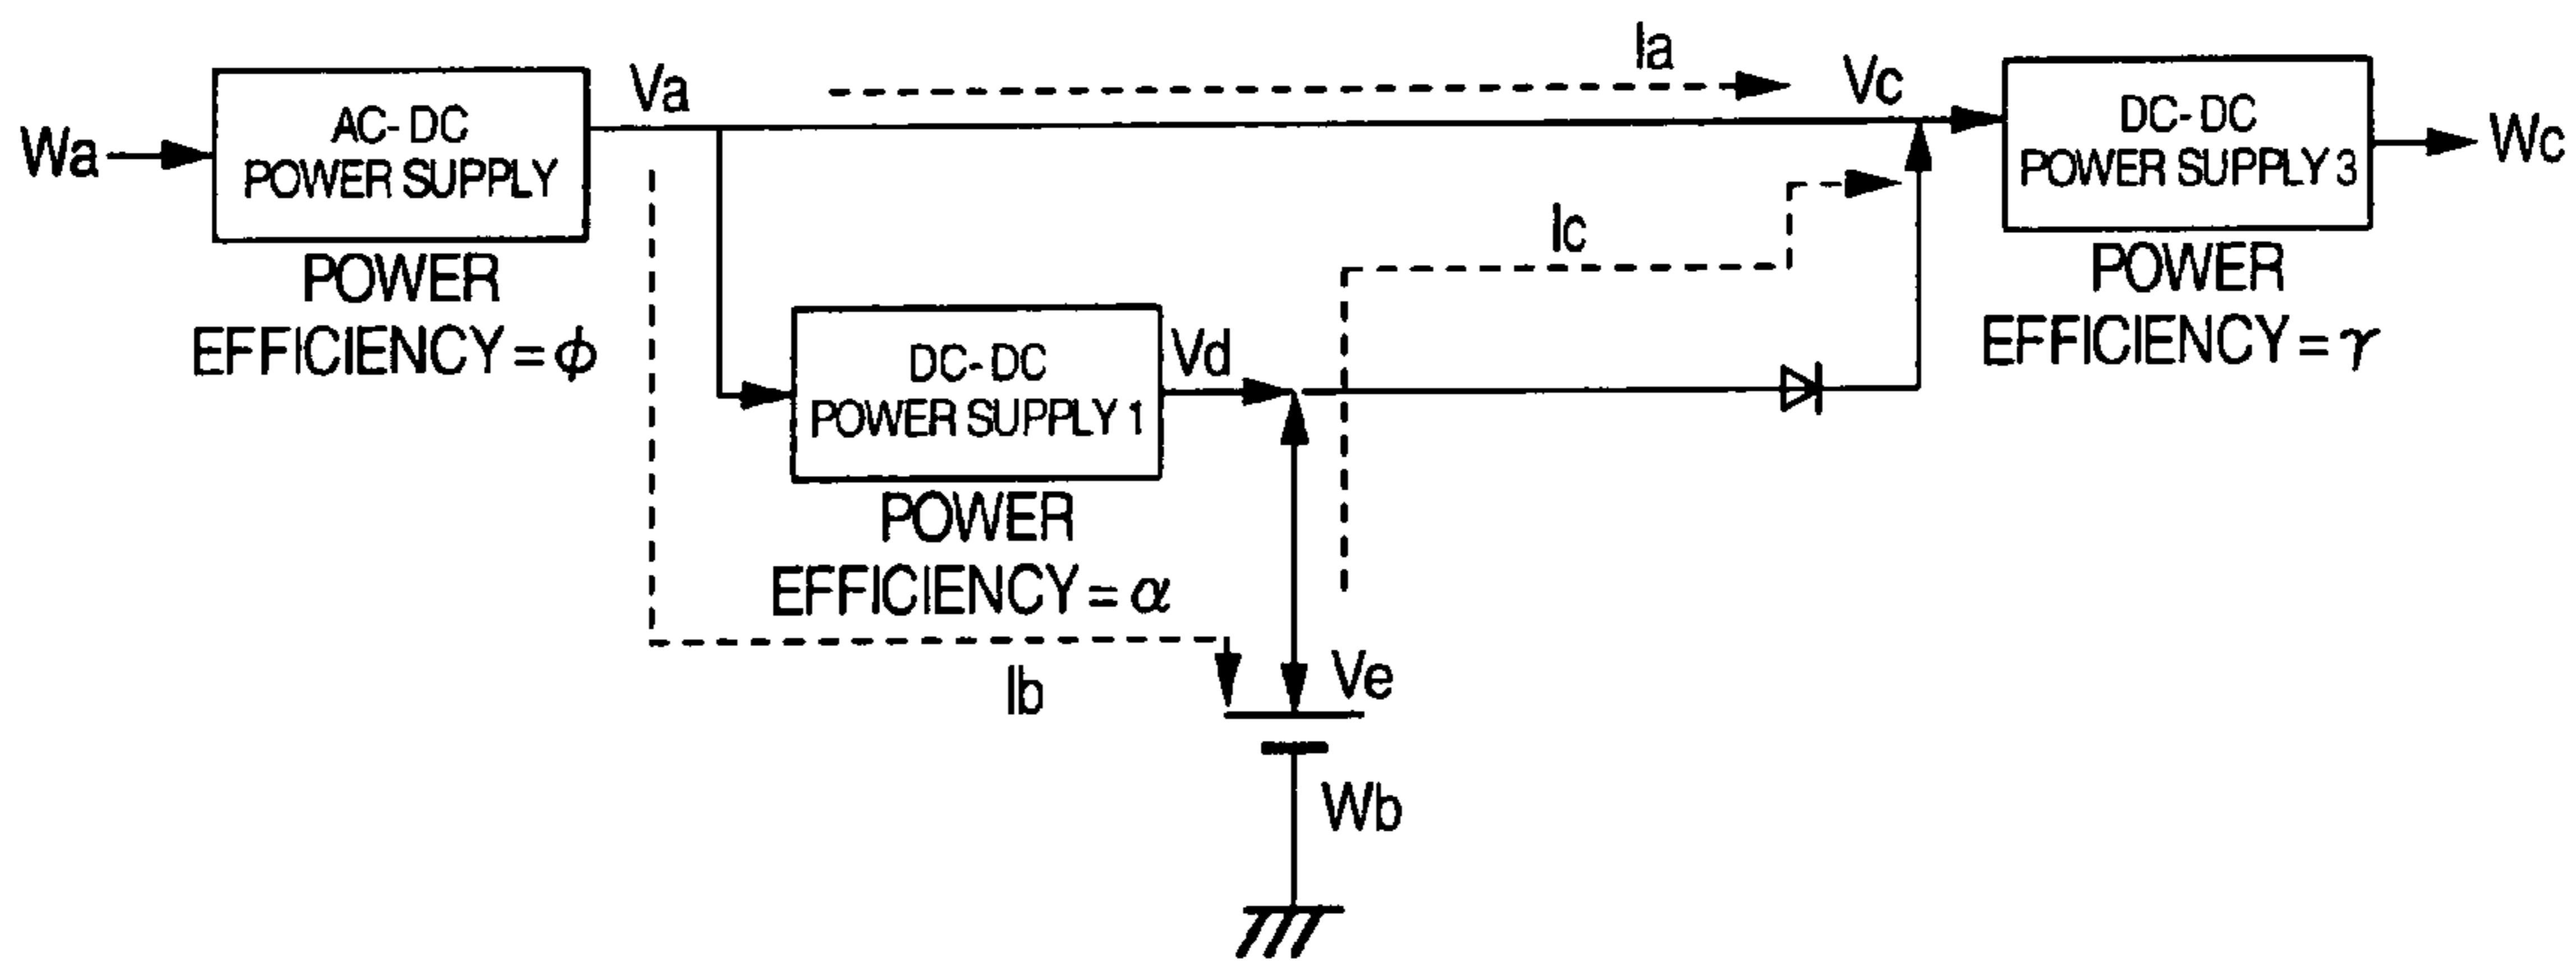 Wa
AC-DC
POWER SUPPLY
POWER
EFFICIENCY = ϕ
Va
Ia
Vc
DC-DC
POWER SUPPLY 3
POWER
EFFICIENCY = γ
Wc
Ic
DC-DC
POWER SUPPLY 1
POWER
EFFICIENCY = α
Vd
Ib
Ve
Wb